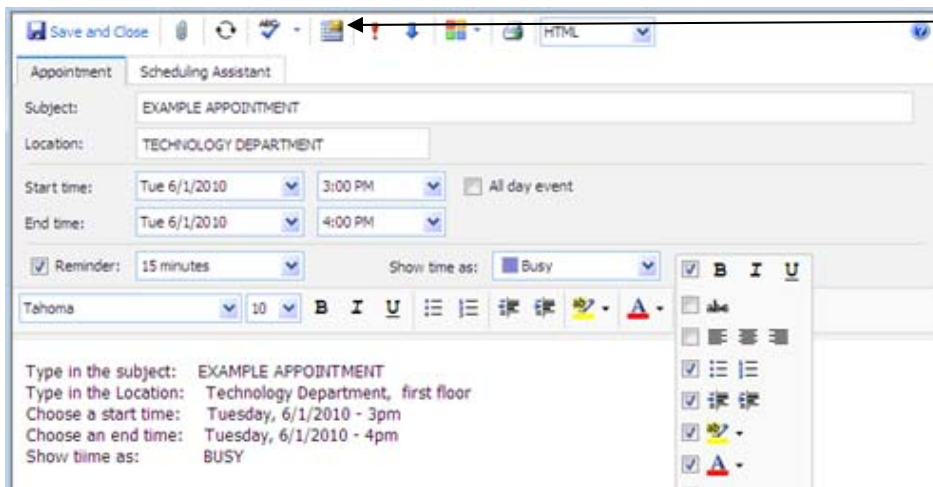 Save and Close ABC HTML
Appointment Scheduling Assistant
Subject: EXAMPLE APPOINTMENT
Location: TECHNOLOGY DEPARTMENT
Start time: Tue 6/1/2010 3:00 PM All day event
End time: Tue 6/1/2010 4:00 PM
Reminder: 15 minutes Show time as: Busy
B I U
Tahoma 10 B I U ab A
abc
Type in the subject: EXAMPLE APPOINTMENT
Type in the Location: Technology Department, first floor
Choose a start time: Tuesday, 6/1/2010 - 3pm
Choose an end time: Tuesday, 6/1/2010 - 4pm
Show tiime as: BUSY
ab
A